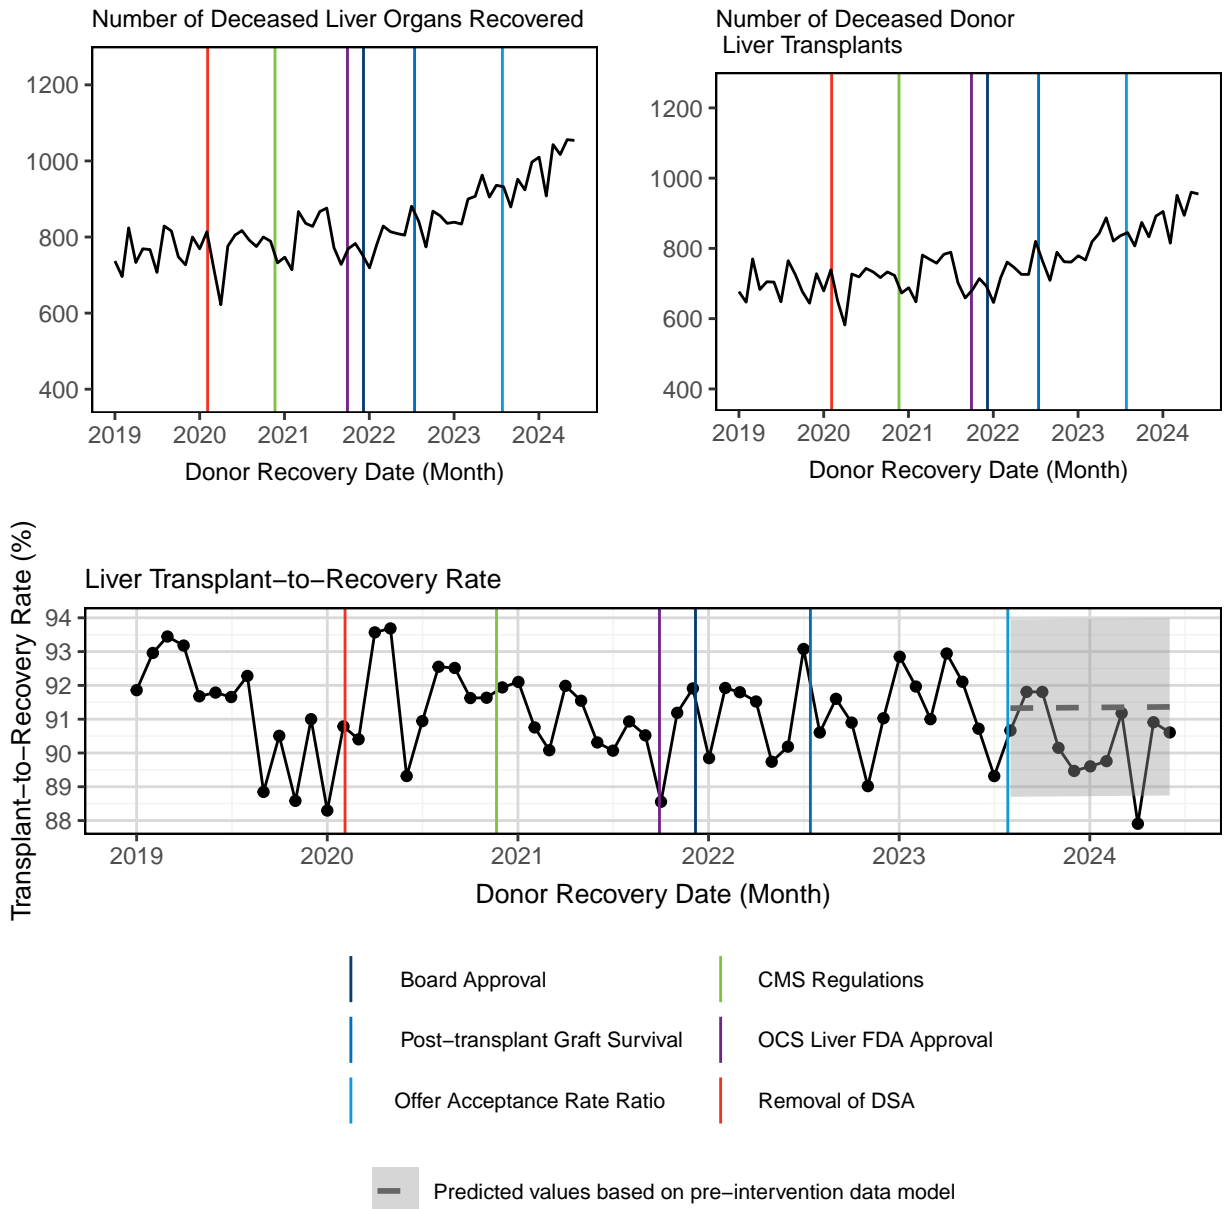 Number of Deceased Liver Organs Recovered
1200
1000
800
600
400
2019 2020 2021 2022 2023 2024
Donor Recovery Date (Month)
Number of Deceased Donor
Liver Transplants
1200
1000
800
600
400
2019 2020 2021 2022 2023 2024
Donor Recovery Date (Month)
Liver Transplant−to−Recovery Rate
Transplant−to−Recovery Rate (%)
94
93
92
91
90
89
88
2019 2020 2021 2022 2023 2024
Donor Recovery Date (Month)
Board Approval
CMS Regulations
Post−transplant Graft Survival
OCS Liver FDA Approval
Offer Acceptance Rate Ratio
Removal of DSA
Predicted values based on pre−intervention data model